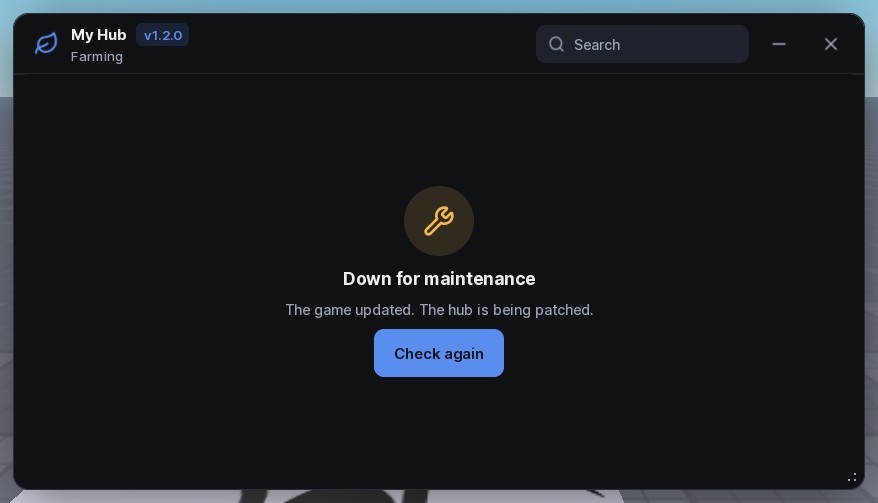 My Hub v1.2.0
Farming
Search
Down for maintenance
The game updated. The hub is being patched.
Check again